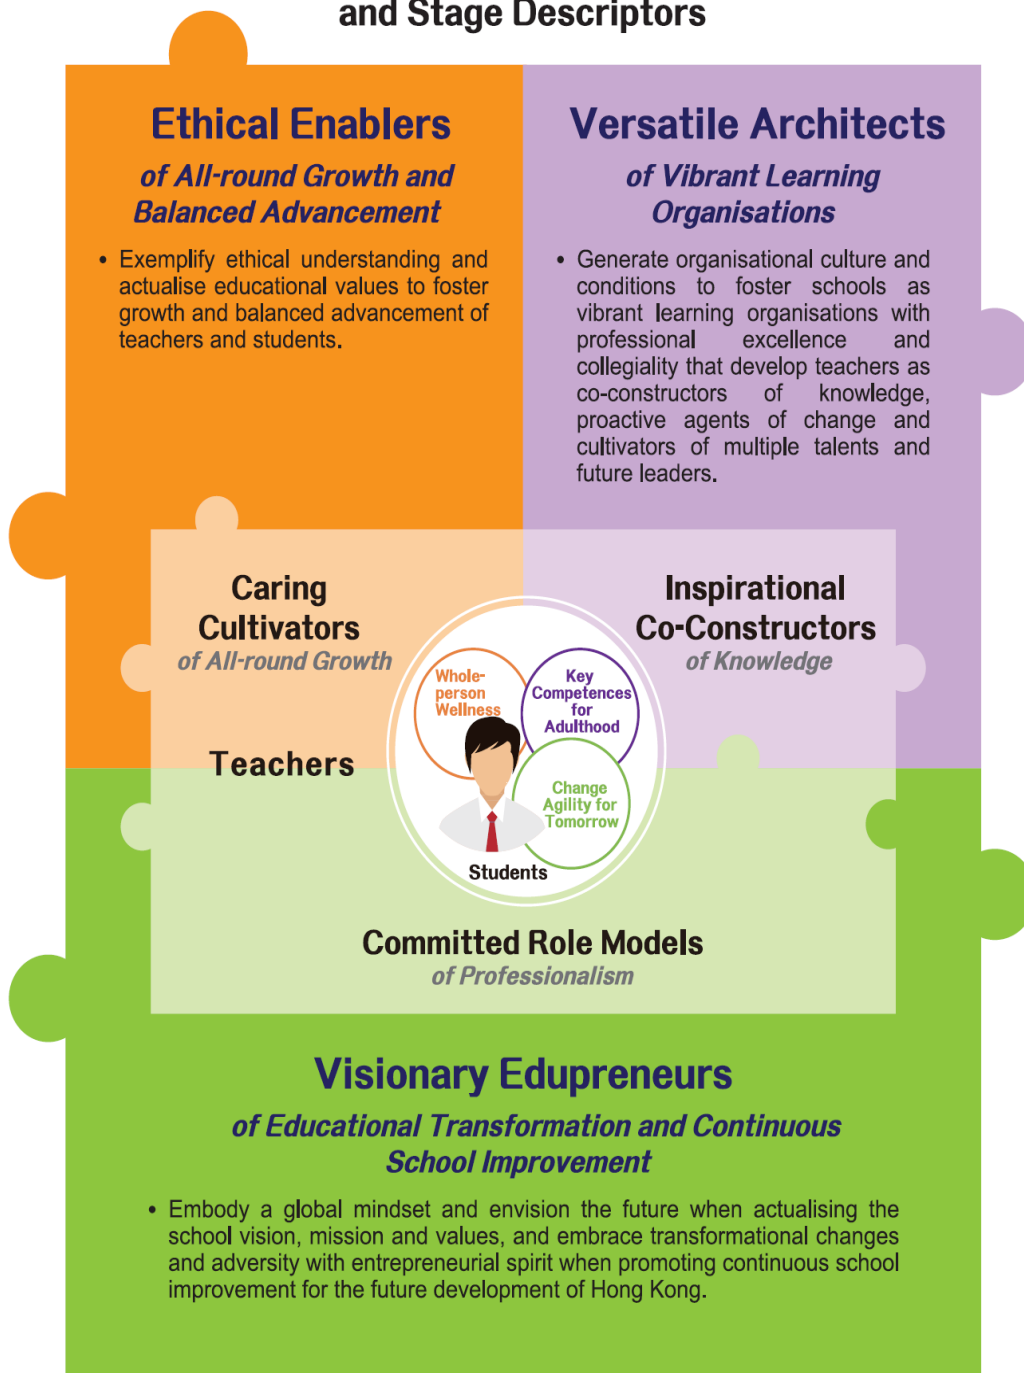 and Stage Descriptors
Ethical Enablers
of All-round Growth and
Balanced Advancement
• Exemplify ethical understanding and
actualise educational values to foster
growth and balanced advancement of
teachers and students.
Versatile Architects
of Vibrant Learning
Organisations
• Generate organisational culture and
conditions to foster schools as
vibrant learning organisations with
professional excellence and
collegiality that develop teachers as
co-constructors of knowledge,
proactive agents of change and
cultivators of multiple talents and
future leaders.
Caring
Cultivators
of All-round Growth
Inspirational
Co-Constructors
of Knowledge
Teachers
Whole-
person
Wellness
Key
Competences
for
Adulthood
Change
Agility for
Tomorrow
Students
Committed Role Models
of Professionalism
Visionary Edupreneurs
of Educational Transformation and Continuous
School Improvement
• Embody a global mindset and envision the future when actualising the
school vision, mission and values, and embrace transformational changes
and adversity with entrepreneurial spirit when promoting continuous school
improvement for the future development of Hong Kong.